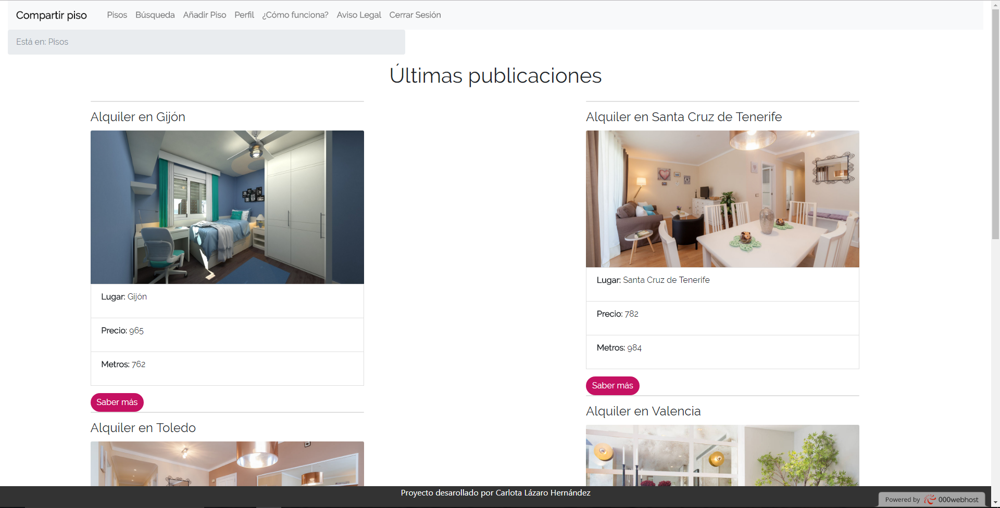 Compartir piso Pisos Búsqueda Añadir Piso Perfil ¿Cómo funciona? Aviso Legal Cerrar Sesión
Está en: Pisos
Últimas publicaciones
Alquiler en Gijón
Lugar: Gijón
Precio: 965
Metros: 762
Saber más
Alquiler en Toledo
Alquiler en Santa Cruz de Tenerife
Lugar: Santa Cruz de Tenerife
Precio: 782
Metros: 984
Saber más
Alquiler en Valencia
Proyecto desarollado por Carlota Lázaro Hernández
Powered by 000webhost